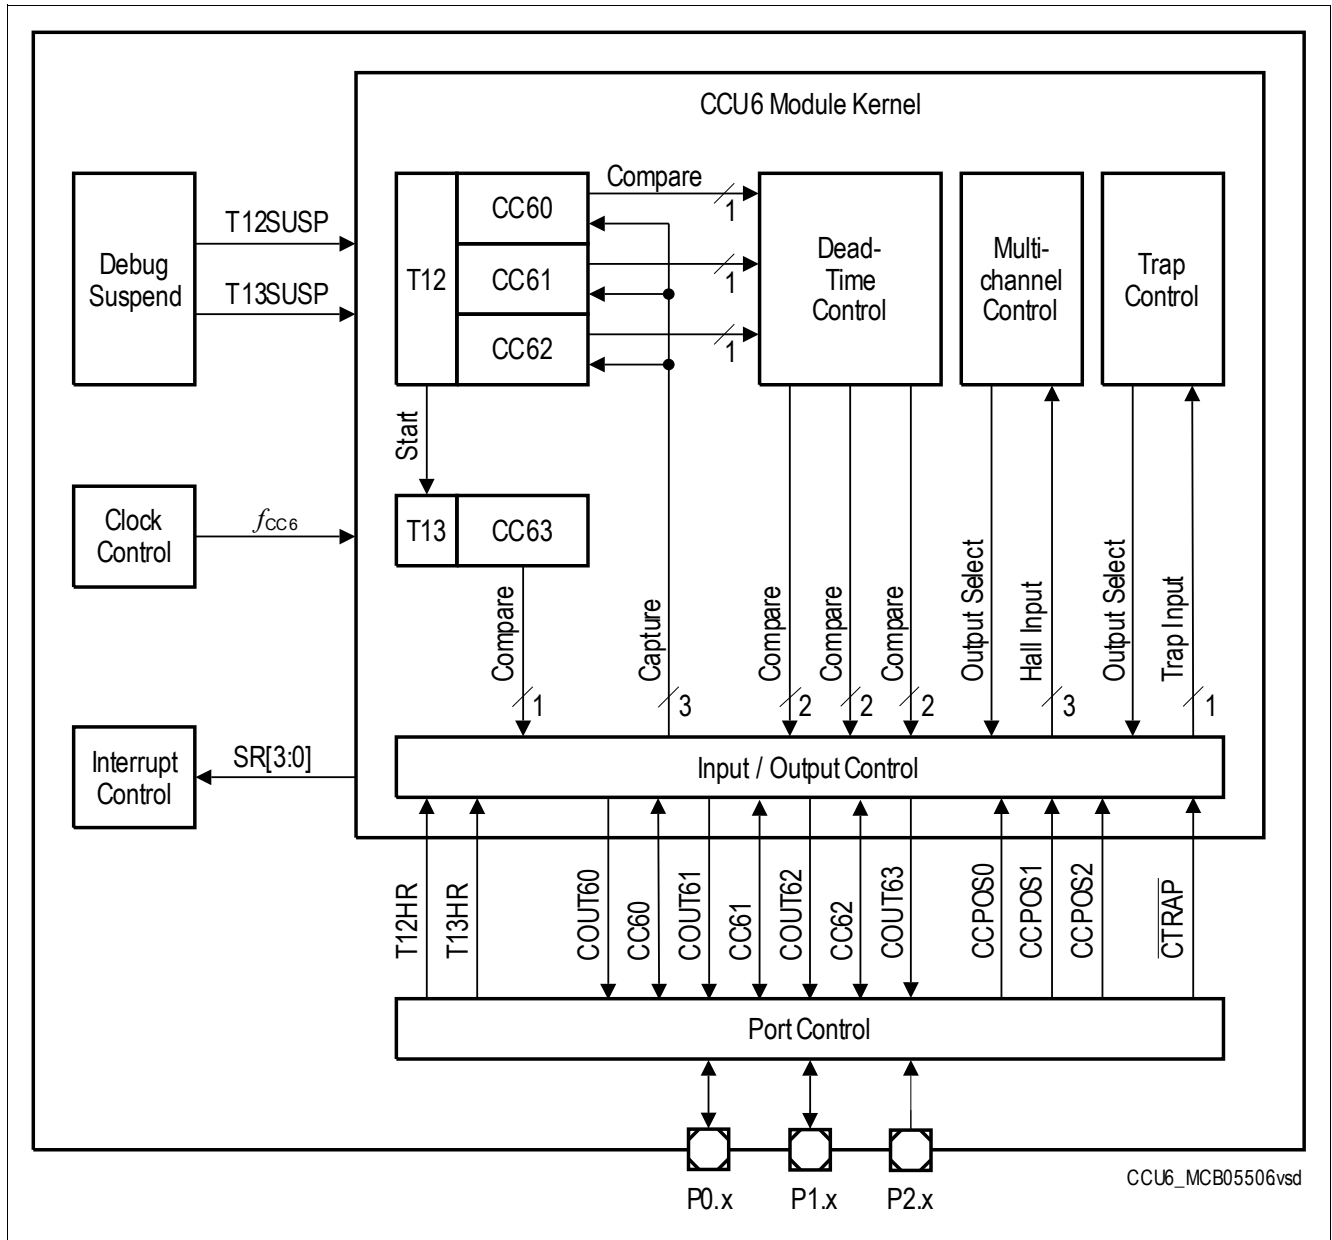 CCU6 Module Kernel
Debug
Suspend
T12SUSP
T13SUSP
T12
CC60
CC61
CC62
Compare
1
1
1
Dead-
Time
Control
Multi-
channel
Control
Trap
Control
Start
T13
CC63
Clock
Control
fCC6
Compare
1
Capture
3
Compare
2
Compare
2
Compare
2
Output Select
Hall Input
3
Output Select
Trap Input
1
Interrupt
Control
SR[3:0]
Input / Output Control
T12HR
T13HR
COUT60
CC60
COUT61
CC61
COUT62
CC62
COUT63
CCPOS0
CCPOS1
CCPOS2
CTRAP
Port Control
P0.x
P1.x
P2.x
CCU6_MCB05506.vsd